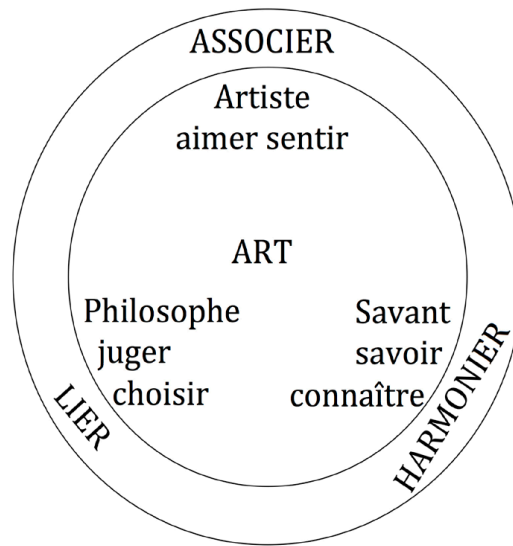 ASSOCIER
Artiste
aimer sentir
ART
Philosophe
juger
choisir
Savant
savoir
connaître
LIER
HARMONIER